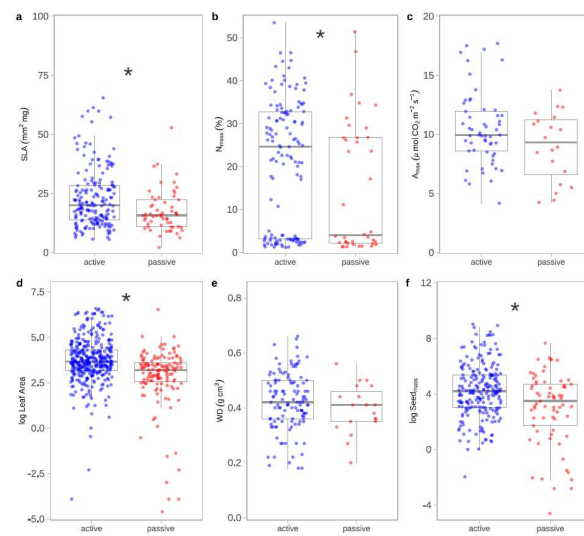 a
100
75
50
25
0
SLA (mm² mg)
*
active
passive
b
50
40
30
20
10
0
Nmass (%)
*
active
passive
c
20
15
10
5
0
Amax (μ mol CO₂ m⁻² s⁻¹)
active
passive
d
7.5
5.0
2.5
0.0
-2.5
-5.0
log Leaf Area
*
active
passive
e
0.8
0.6
0.4
0.2
0.0
WD (g cm³)
active
passive
f
12
8
4
0
-4
log Seedmass
*
active
passive